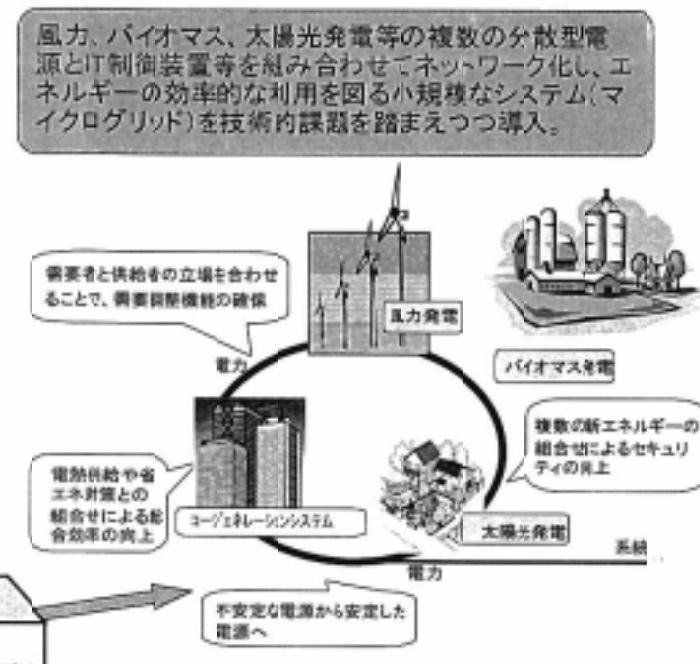 風力、バイオマス、太陽光発電等の複数の分散型電
源とIT制御装置等を組み合わせてネットワーク化し、エ
ネルギーの効率的な利用を図る小規模なシステム(マ
イクログリッド)を技術的課題を踏まえつつ導入。
需要者と供給者の立場を合わせ
ることで、需要調整機能の確保
風力発電
バイオマス発電
電力
複数の新エネルギーの
組合せによるセキュリ
ティの向上
電熱供給や省
エネ対策との
組合せによる総
合効率の向上
コージェネレーションシステム
太陽光発電
系統
電力
不安定な電源から安定した
電源へ